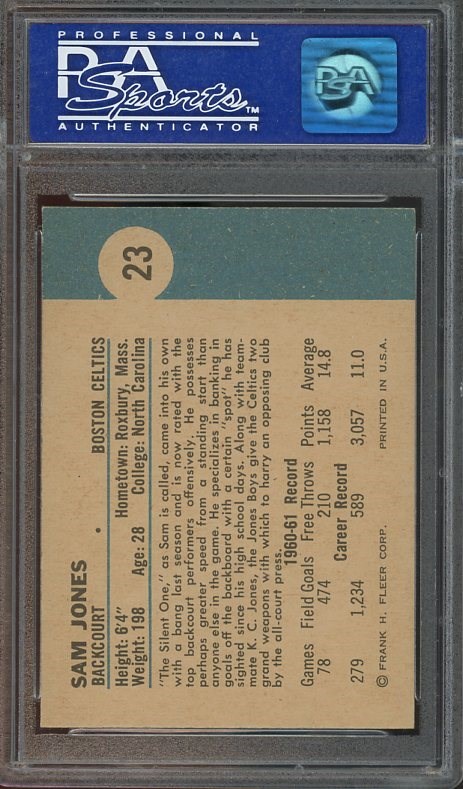 PROFESSIONAL
PSA
Sports™
AUTHENTICATOR
PSA
23
SAM JONES
BACKCOURT • BOSTON CELTICS
Height: 6'4" Hometown: Roxbury, Mass.
Weight: 198 Age: 28 College: North Carolina
"The Silent One," as Sam is called, came into his own
with a bang last season and is now rated with the
top backcourt performers offensively. He possesses
perhaps greater speed from a standing start than
anyone else in the game. He specializes in banking in
goals off the backboard with a certain "spot" he has
sighted since his high school days. Along with team-
mate K. C. Jones, the Jones Boys give the Celtics two
grand weapons with which to harry an opposing club
by the all-court press.
1960-61 Record
Games Field Goals Free Throws Points Average
78 474 210 1,158 14.8
Career Record
279 1,234 589 3,057 11.0
© FRANK H. FLEER CORP. PRINTED IN U.S.A.